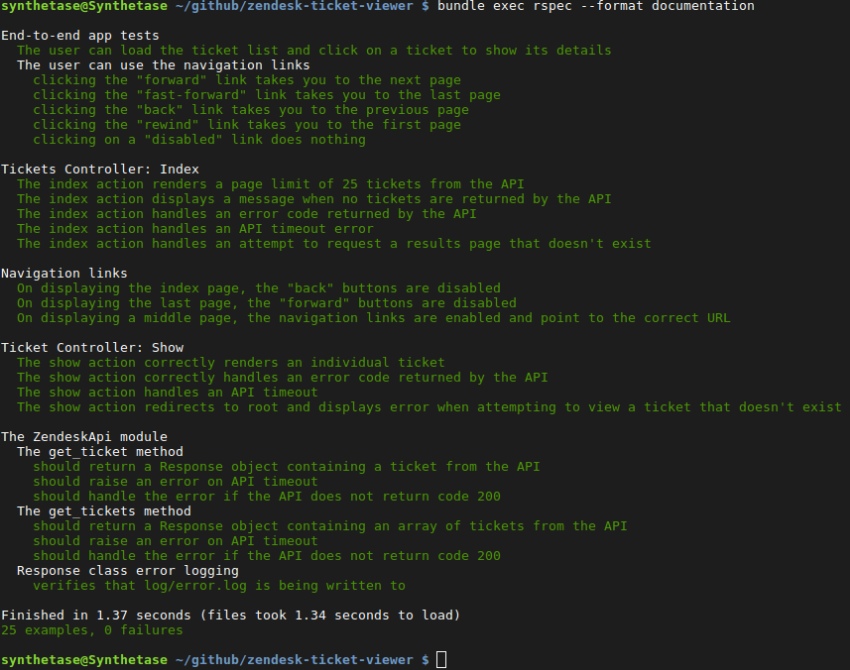 synthetase@Synthetase ~/github/zendesk-ticket-viewer $ bundle exec rspec --format documentation
End-to-end app tests
The user can load the ticket list and click on a ticket to show its details
The user can use the navigation links
clicking the "forward" link takes you to the next page
clicking the "fast-forward" link takes you to the last page
clicking the "back" link takes you to the previous page
clicking the "rewind" link takes you to the first page
clicking on a "disabled" link does nothing
Tickets Controller: Index
The index action renders a page limit of 25 tickets from the API
The index action displays a message when no tickets are returned by the API
The index action handles an error code returned by the API
The index action handles an API timeout error
The index action handles an attempt to request a results page that doesn't exist
Navigation links
On displaying the index page, the "back" buttons are disabled
On displaying the last page, the "forward" buttons are disabled
On displaying a middle page, the navigation links are enabled and point to the correct URL
Ticket Controller: Show
The show action correctly renders an individual ticket
The show action correctly handles an error code returned by the API
The show action handles an API timeout
The show action redirects to root and displays error when attempting to view a ticket that doesn't exist
The ZendeskApi module
The get_ticket method
should return a Response object containing a ticket from the API
should raise an error on API timeout
should handle the error if the API does not return code 200
The get_tickets method
should return a Response object containing an array of tickets from the API
should raise an error on API timeout
should handle the error if the API does not return code 200
Response class error logging
verifies that log/error.log is being written to
Finished in 1.37 seconds (files took 1.34 seconds to load)
25 examples, 0 failures
synthetase@Synthetase ~/github/zendesk-ticket-viewer $